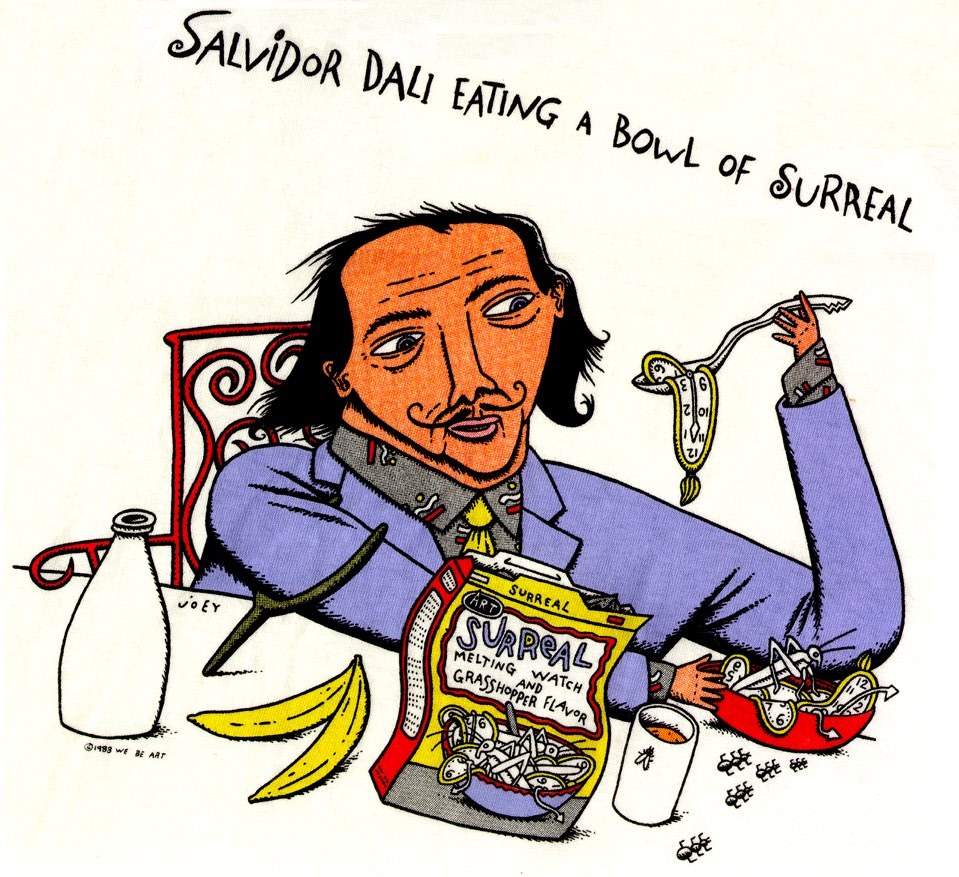 SALViDOR DALI EATING A BOWL OF SURREAL
JOEY
©1988 WE BE ART
SURREAL
ART
SURREAL
MELTING WATCH
AND
GRASSHOPPER FLAVOR